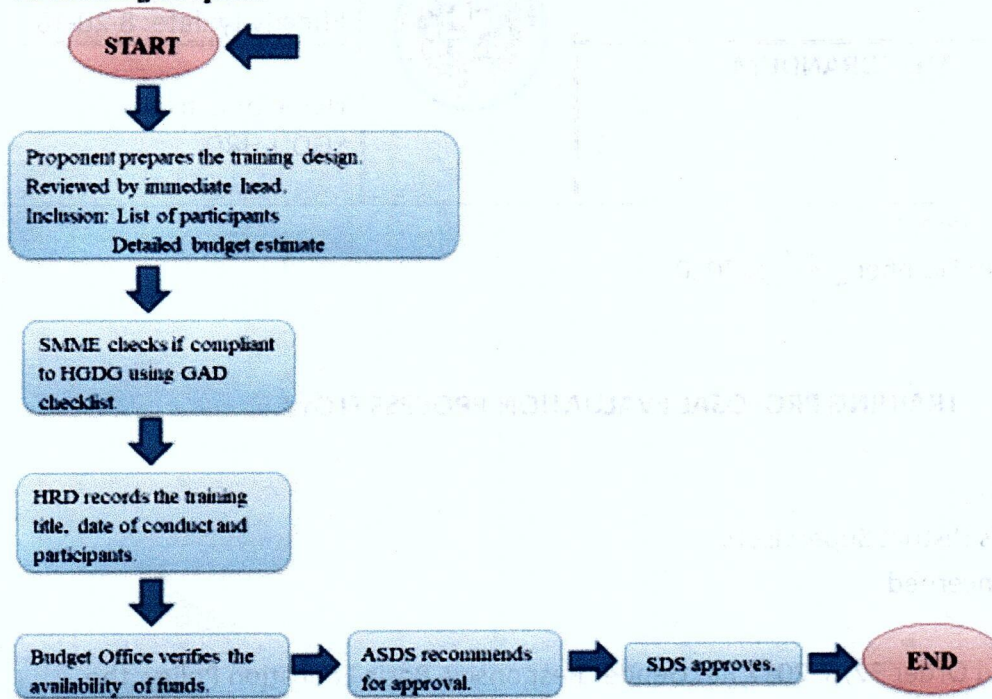 START
Proponent prepares the training design.
Reviewed by immediate head.
Inclusion: List of participants
Detailed budget estimate
SMME checks if compliant
to HGDG using GAD
checklist.
HRD records the training
title, date of conduct and
participants.
Budget Office verifies the
availability of funds.
ASDS recommends
for approval.
SDS approves.
END